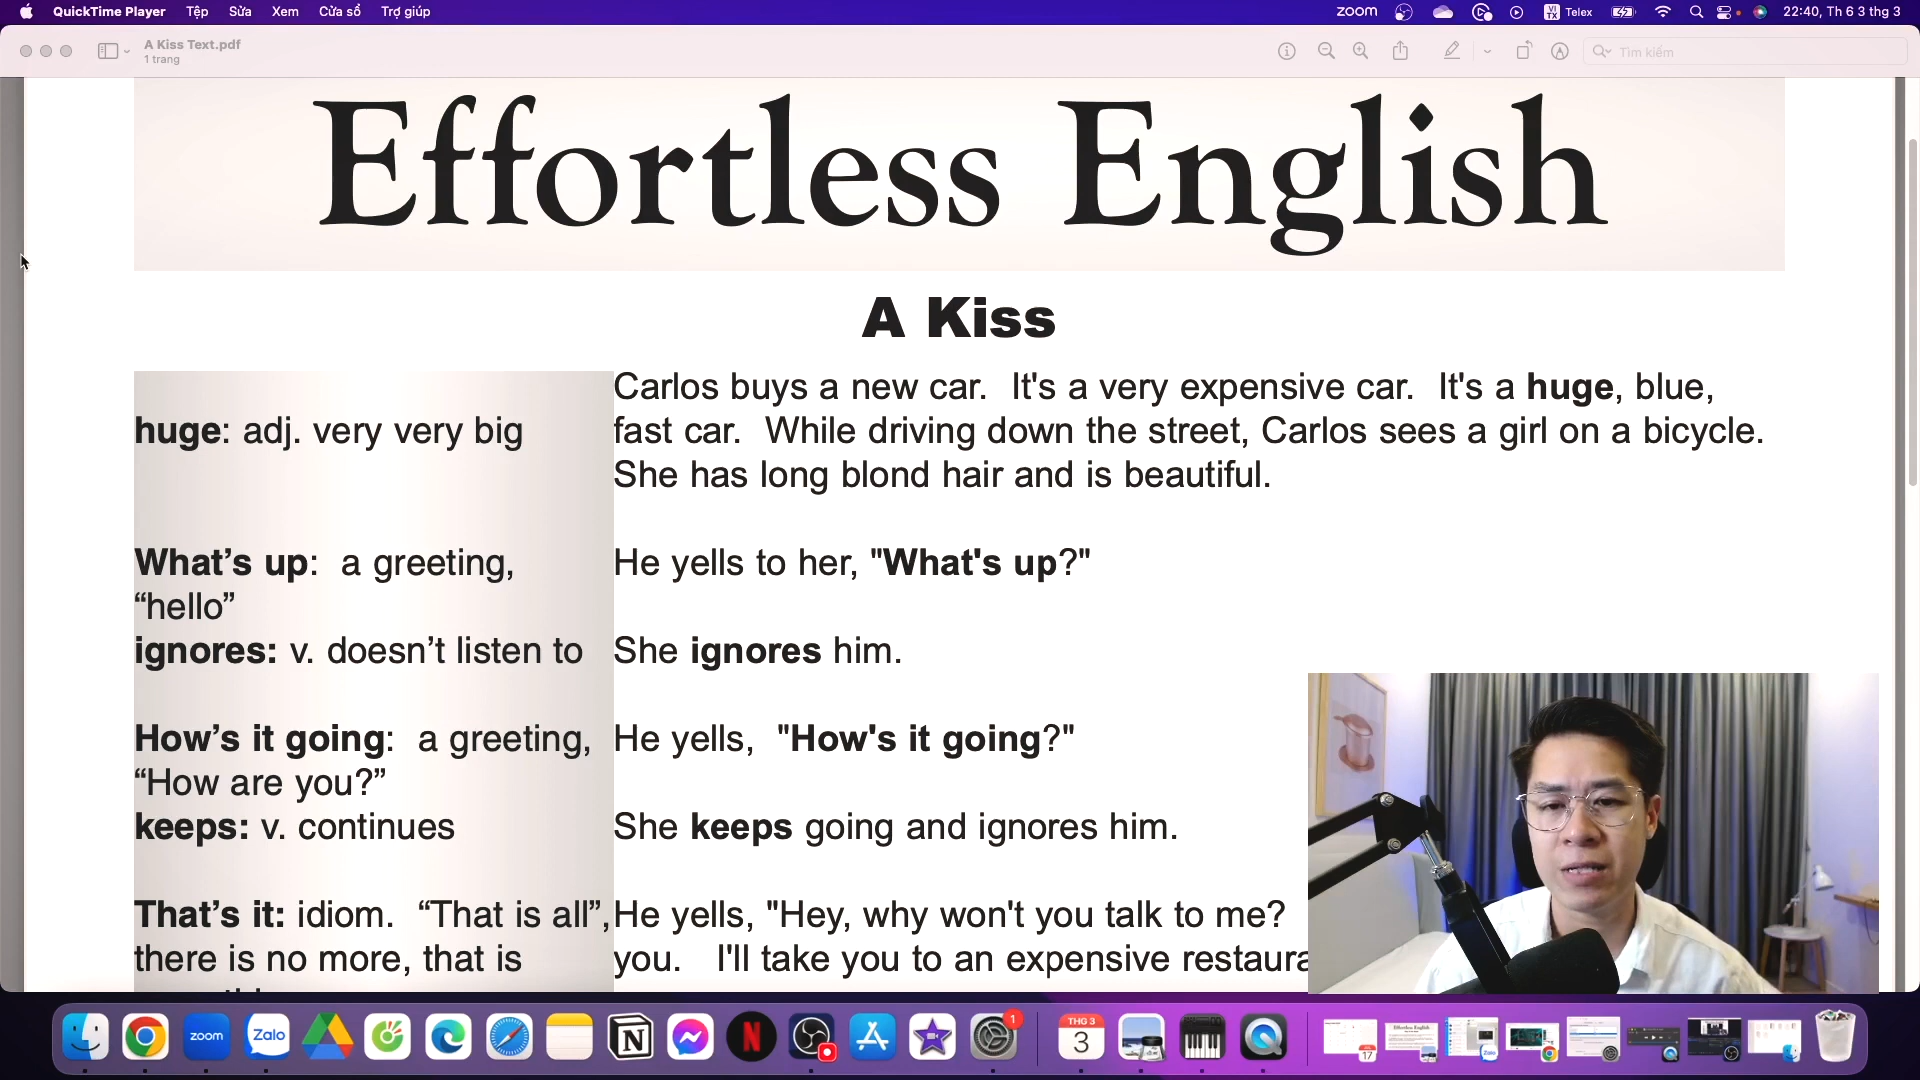 QuickTime Player Tệp Sửa Xem Cửa sổ Trợ giúp zoom VI TX Telex 22:40, Th 6 3 thg 3
A Kiss Text.pdf
1 trang
Tìm kiếm
Effortless English
A Kiss
Carlos buys a new car. It's a very expensive car. It's a huge, blue,
huge: adj. very very big
fast car. While driving down the street, Carlos sees a girl on a bicycle.
She has long blond hair and is beautiful.
What’s up: a greeting,
“hello”
He yells to her, "What's up?"
ignores: v. doesn’t listen to
She ignores him.
How’s it going: a greeting,
“How are you?”
He yells, "How's it going?"
keeps: v. continues
She keeps going and ignores him.
That’s it: idiom. “That is all”,
there is no more, that is
He yells, "Hey, why won't you talk to me?
you. I'll take you to an expensive restaura
zoom
Zalo
N
N
1
THG 3
3
17
Zalo